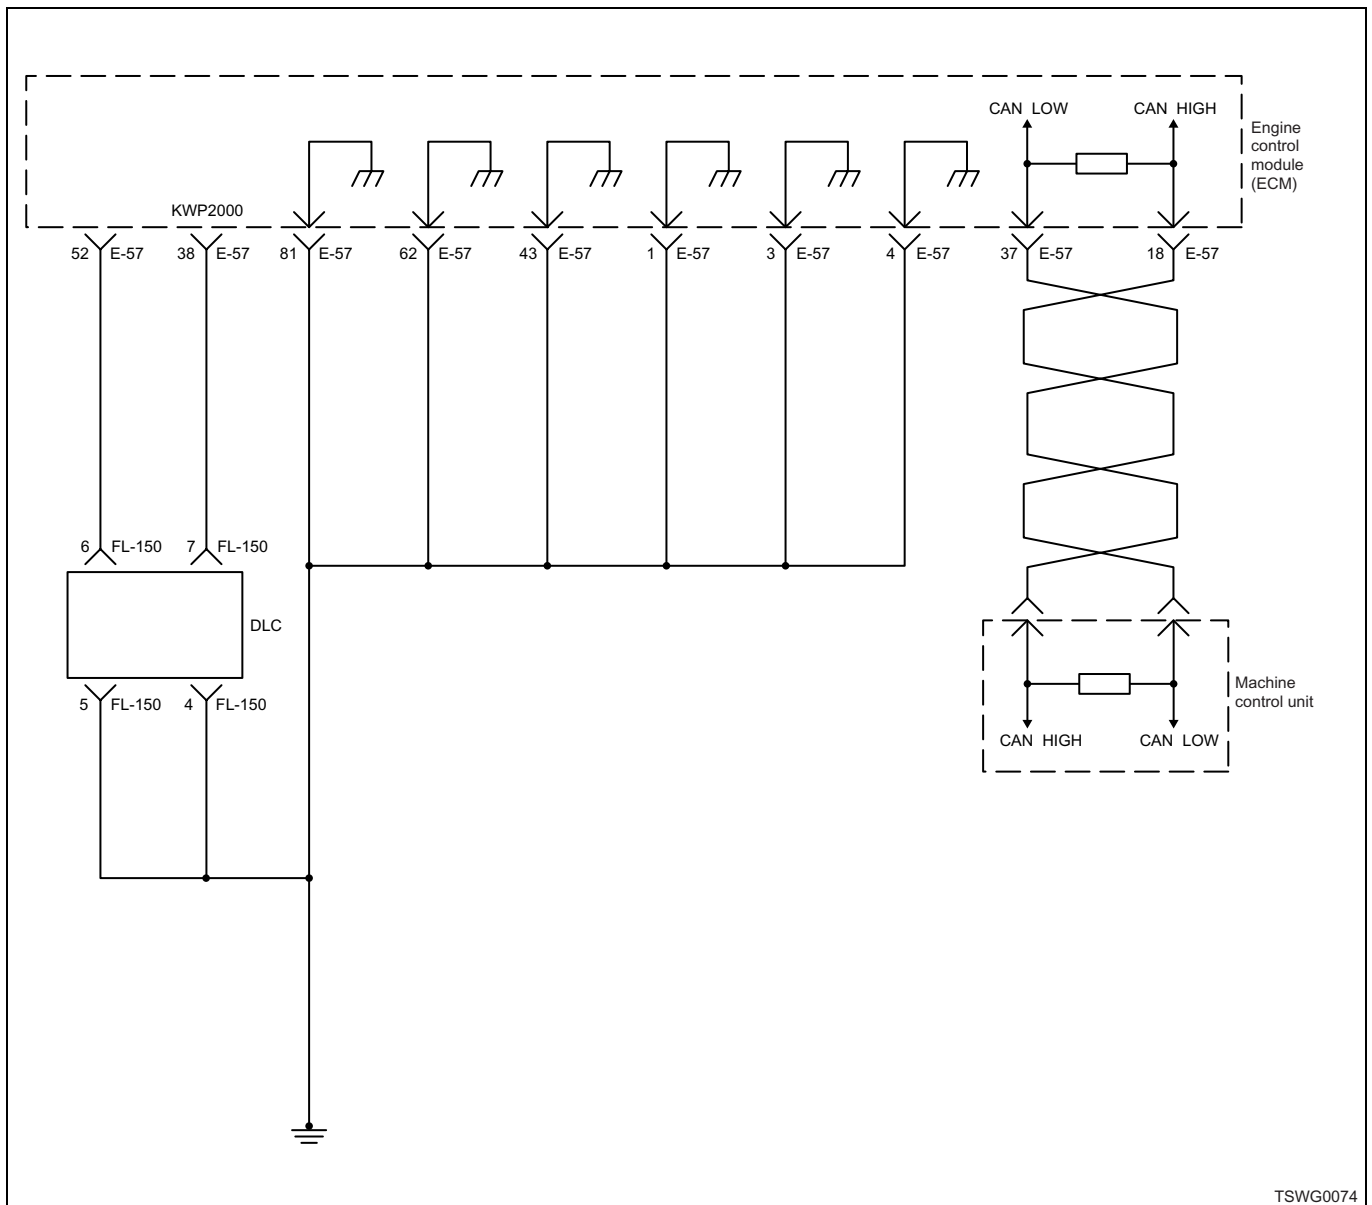 CAN LOW
CAN HIGH
Engine
control
module
(ECM)
KWP2000
52 E-57
38 E-57
81 E-57
62 E-57
43 E-57
1 E-57
3 E-57
4 E-57
37 E-57
18 E-57
6 FL-150
7 FL-150
DLC
5 FL-150
4 FL-150
Machine
control unit
CAN HIGH
CAN LOW
TSWG0074